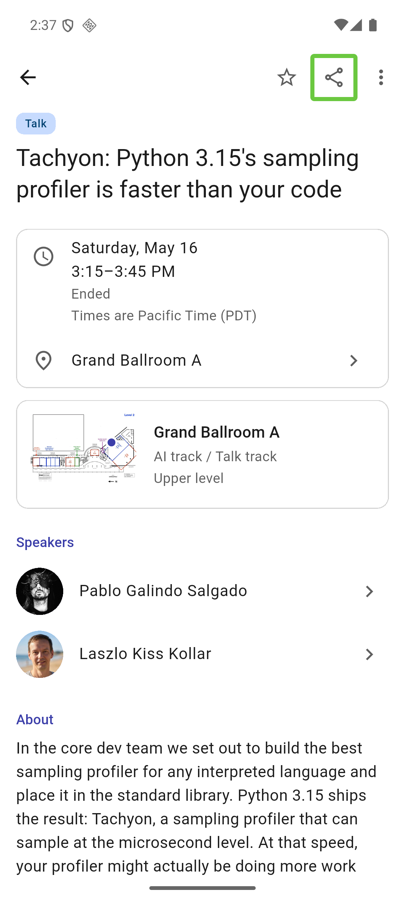 2:37
Talk
Tachyon: Python 3.15's sampling
profiler is faster than your code
Saturday, May 16
3:15–3:45 PM
Ended
Times are Pacific Time (PDT)
Grand Ballroom A
Grand Ballroom A
AI track / Talk track
Upper level
Speakers
Pablo Galindo Salgado
Laszlo Kiss Kollar
About
In the core dev team we set out to build the best
sampling profiler for any interpreted language and
place it in the standard library. Python 3.15 ships
the result: Tachyon, a sampling profiler that can
sample at the microsecond level. At that speed,
your profiler might actually be doing more work